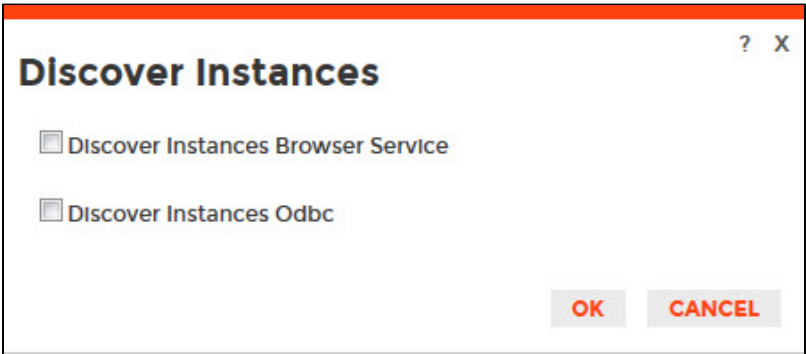 ? X
Discover Instances
Discover Instances Browser Service
Discover Instances Odbc
OK CANCEL